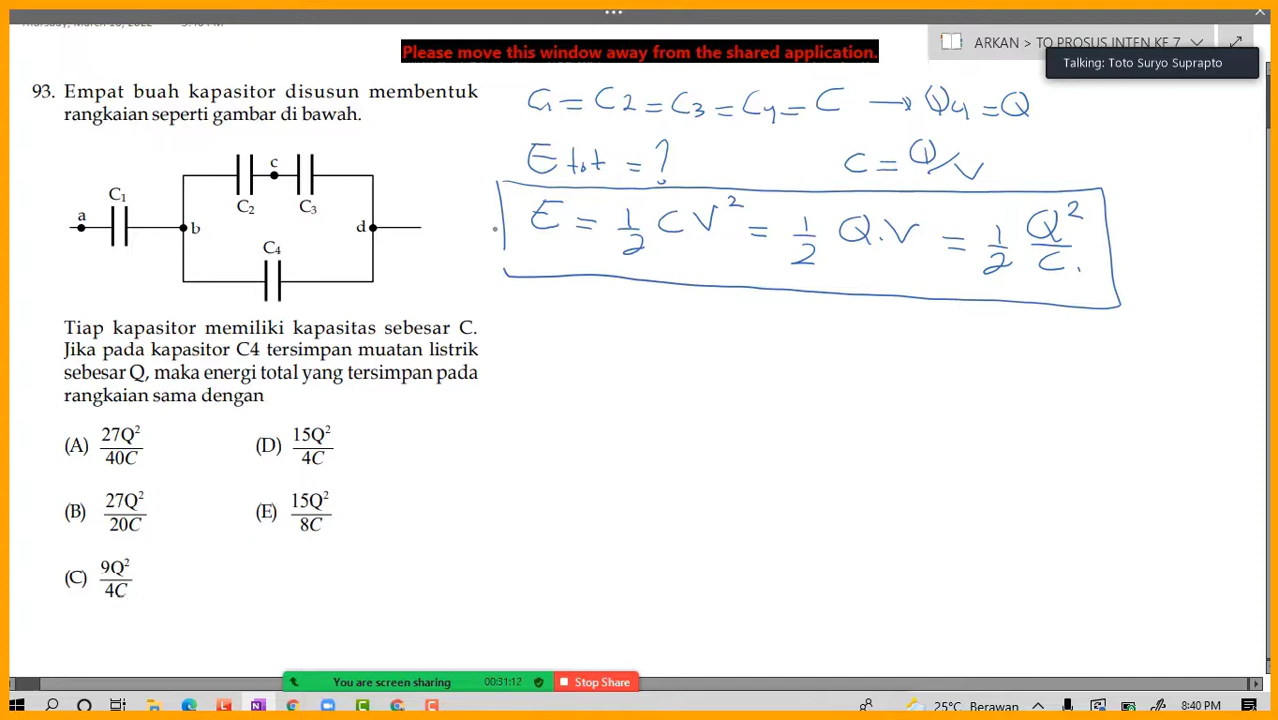 Please move this window away from the shared application.
ARKAN > TO PROSUS INTEN KE 7
Talking: Toto Suryo Suprapto
93. Empat buah kapasitor disusun membentuk
rangkaian seperti gambar di bawah.
a
C1
b
C2
c
C3
C4
d
Tiap kapasitor memiliki kapasitas sebesar C.
Jika pada kapasitor C4 tersimpan muatan listrik
sebesar Q, maka energi total yang tersimpan pada
rangkaian sama dengan
(A) 27Q²/40C
(D) 15Q²/4C
(B) 27Q²/20C
(E) 15Q²/8C
(C) 9Q²/4C
C1 = C2 = C3 = C4 = C → Q4 = Q
E tot = ? C = Q/V
E = 1/2 C V² = 1/2 Q.V = 1/2 Q²/C.
You are screen sharing 00:31:12 Stop Share
25°C Berawan 8:40 PM